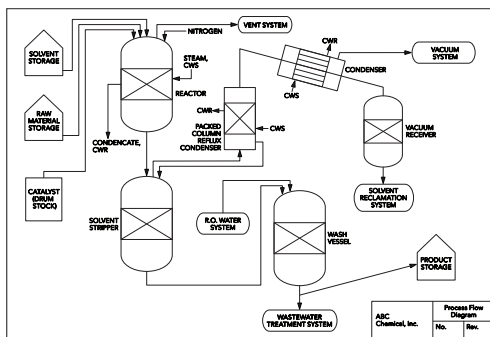 VENT SYSTEM
NITROGEN
SOLVENT
STORAGE
STEAM,
CWS
REACTOR
CWR
CONDENSER
VACUUM
SYSTEM
CWS
RAW
MATERIAL
STORAGE
CONDENCATE,
CWR
CWR
CWS
PACKED
COLUMN
REFLUX
CONDENSER
VACUUM
RECEIVER
CATALYST
(DRUM
STOCK)
SOLVENT
STRIPPER
R.O. WATER
SYSTEM
SOLVENT
RECLAMATION
SYSTEM
WASH
VESSEL
PRODUCT
STORAGE
WASTEWATER
TREATMENT SYSTEM
ABC
Chemical, Inc.
Process Flow
Diagram
No.
Rev.